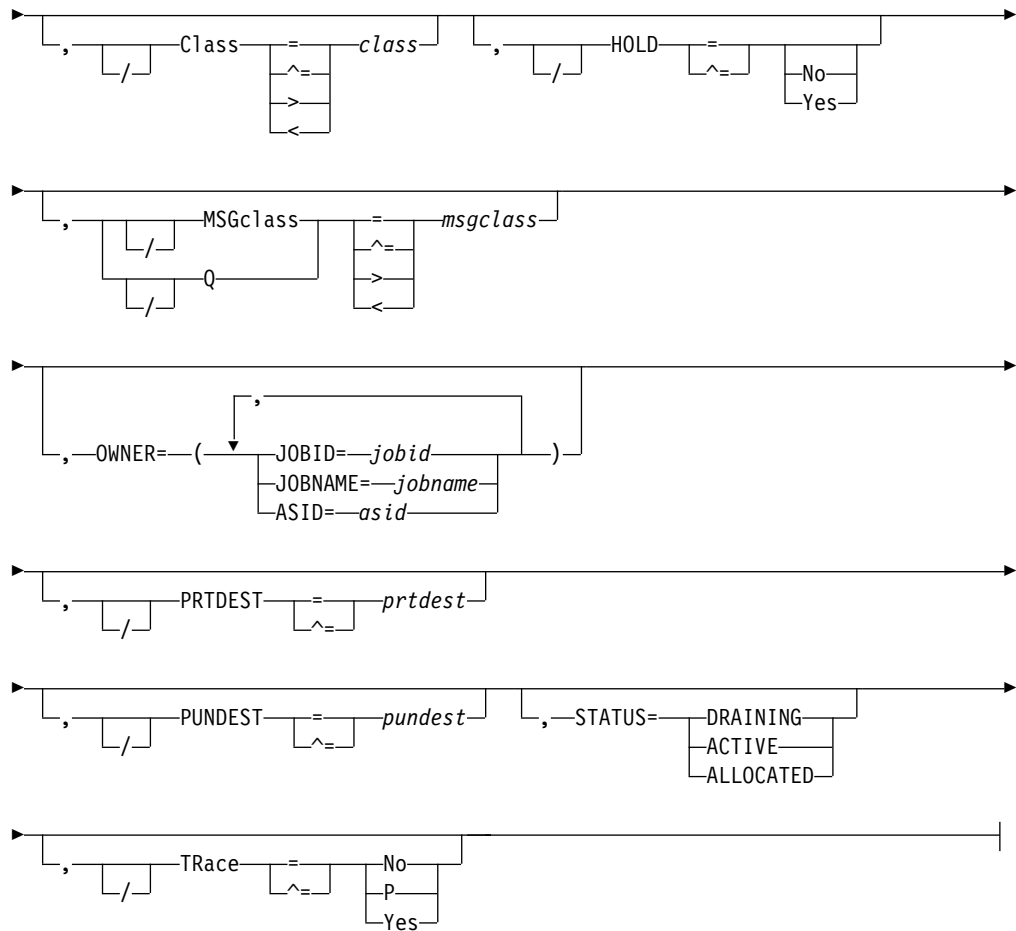 , / Class = class , / HOLD = No
^= ^= Yes
>
<
, / MSGclass = msgclass
^=
/ Q >
<
,
, OWNER= ( JOBID= jobid )
JOBNAME= jobname
ASID= asid
, / PRTDEST = prtdest
^=
, / PUNDEST = pundest , STATUS= DRAINING
^= ACTIVE
ALLOCATED
, / TRace = No
^= P
Yes